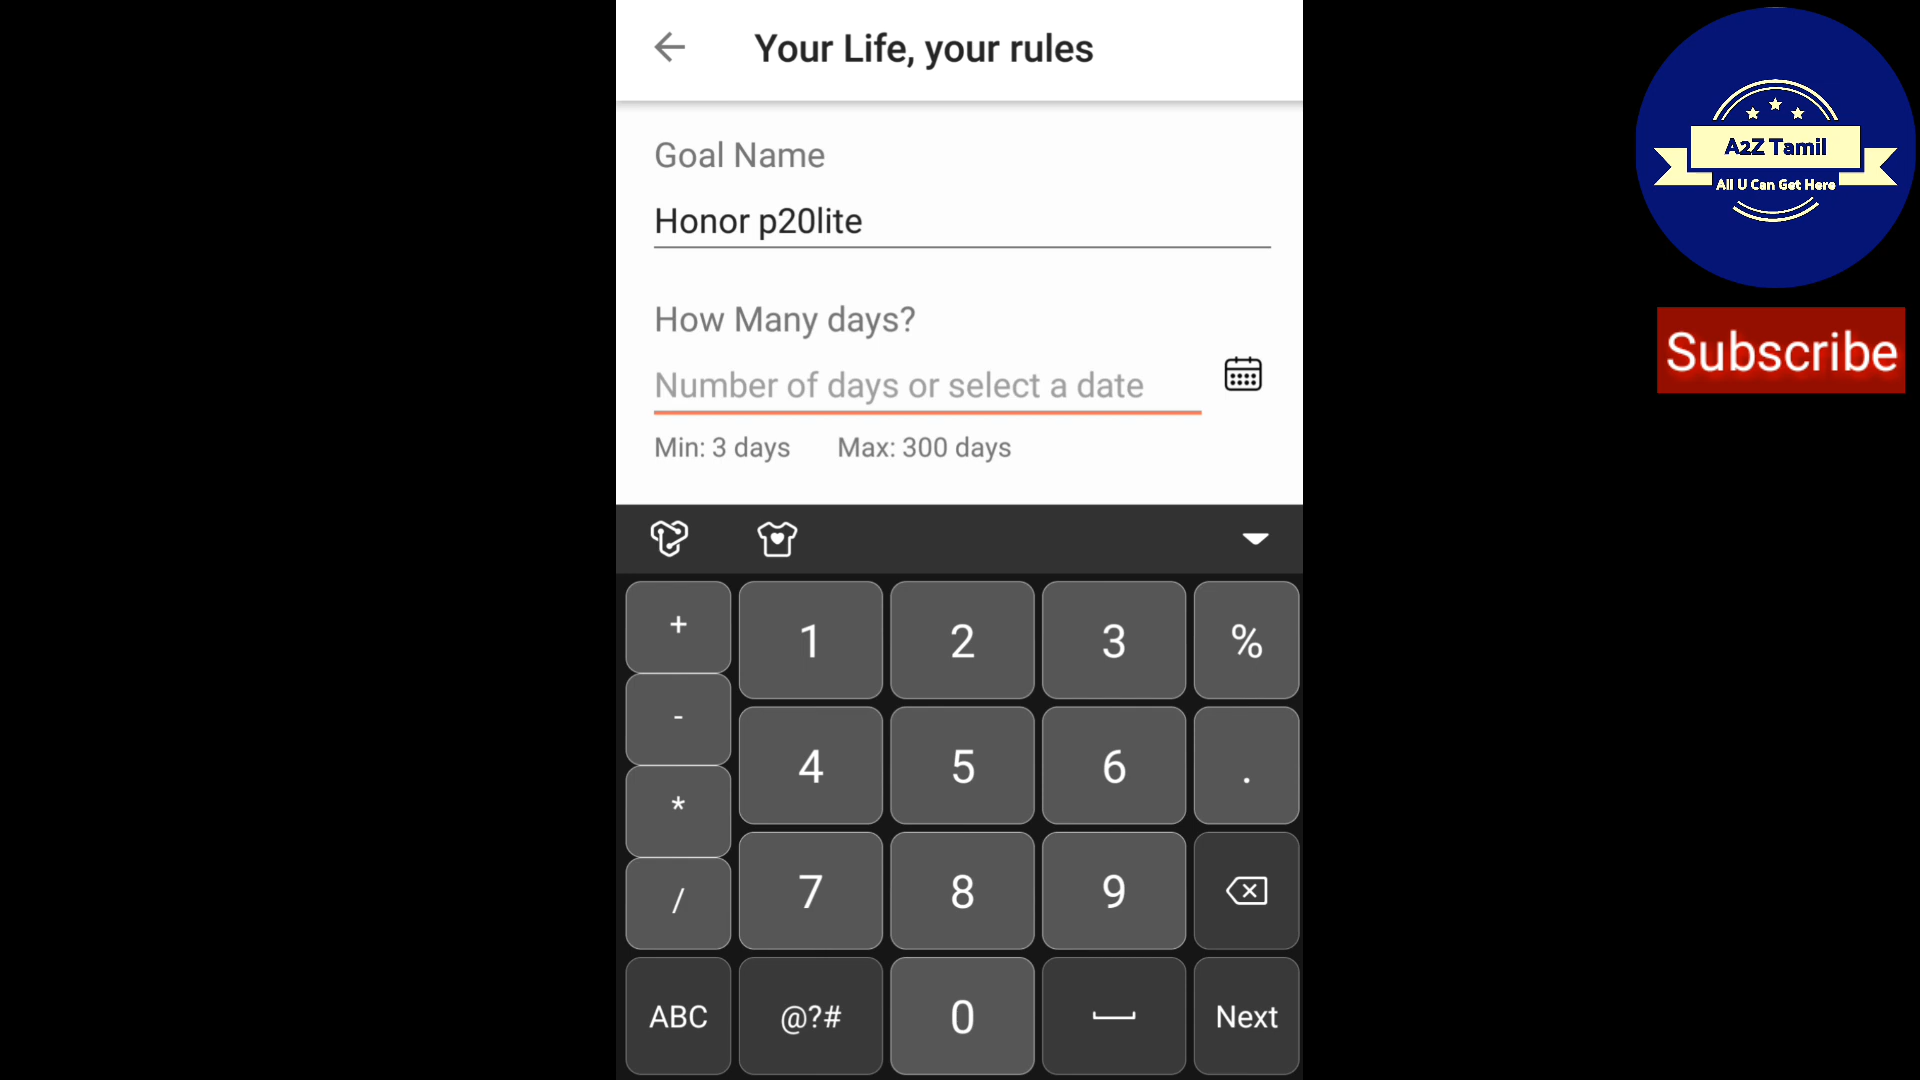 Your Life, your rules
Goal Name
Honor p20lite
How Many days?
Number of days or select a date
Min: 3 days Max: 300 days
+ 1 2 3 %
- 4 5 6 .
* 7 8 9
/
ABC @?# 0 Next
A2Z Tamil
All U Can Get Here
Subscribe